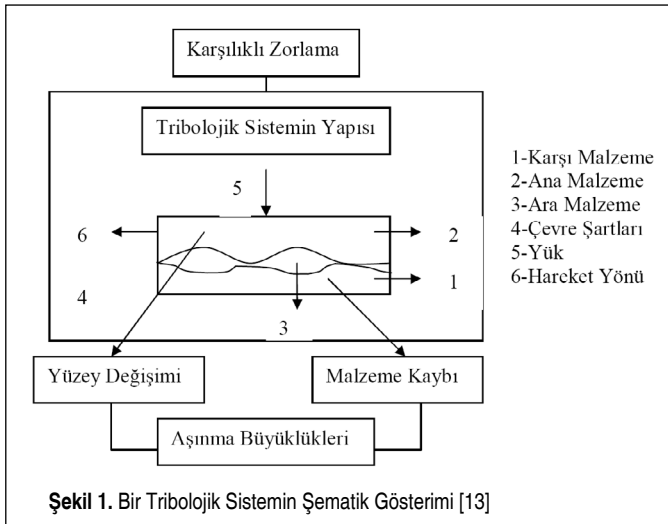 Karşılıklı Zorlama
Tribolojik Sistemin Yapısı
5
6
2
4
1
3
1-Karşı Malzeme
2-Ana Malzeme
3-Ara Malzeme
4-Çevre Şartları
5-Yük
6-Hareket Yönü
Yüzey Değişimi
Malzeme Kaybı
Aşınma Büyüklükleri
Şekil 1. Bir Tribolojik Sistemin Şematik Gösterimi [13]